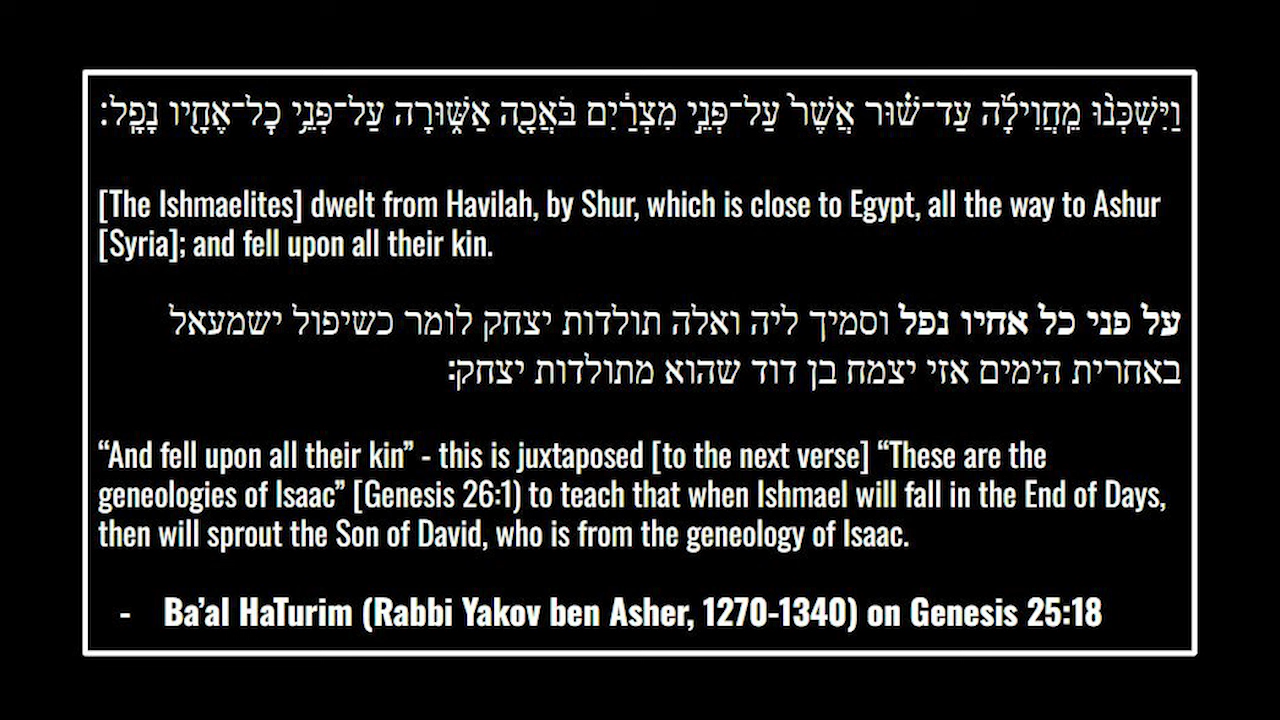 וַיִּשְׁכְּנ֨וּ מֵֽחֲוִילָ֜ה עַד־שׁ֗וּר אֲשֶׁר֙ עַל־פְּנֵ֣י מִצְרַ֔יִם בֹּאֲכָ֖ה אַשּׁ֑וּרָה עַל־פְּנֵ֥י כׇל־אֶחָ֖יו נָפָֽל׃
[The Ishmaelites] dwelt from Havilah, by Shur, which is close to Egypt, all the way to Ashur
[Syria]; and fell upon all their kin.
על פני כל אחיו נפל וסמיך ליה ואלה תולדות יצחק לומר כשיפול ישמעאל
באחרית הימים אזי יצמח בן דוד שהוא מתולדות יצחק:
“And fell upon all their kin” - this is juxtaposed [to the next verse] “These are the
geneologies of Isaac” [Genesis 26:1) to teach that when Ishmael will fall in the End of Days,
then will sprout the Son of David, who is from the geneology of Isaac.
- Ba’al HaTurim (Rabbi Yakov ben Asher, 1270-1340) on Genesis 25:18